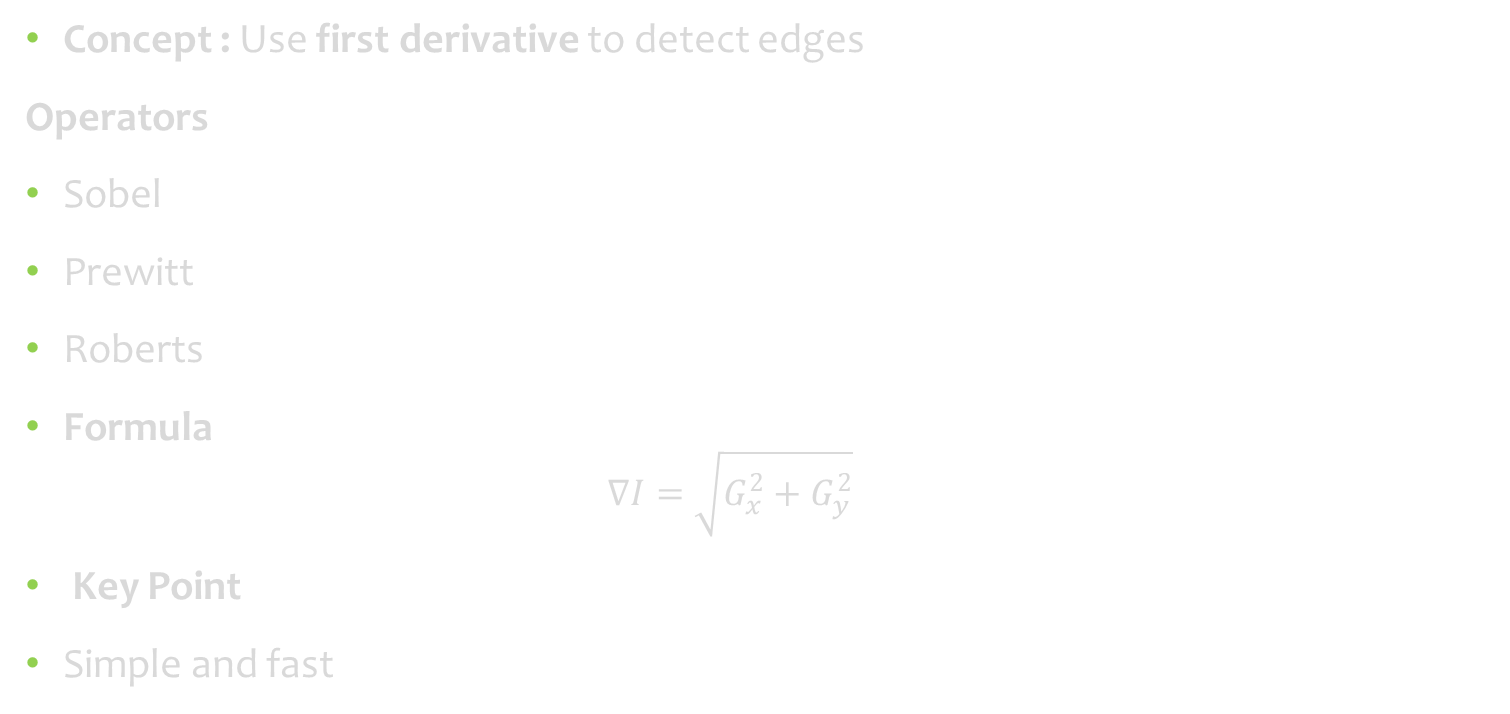 • Concept : Use first derivative to detect edges
Operators
• Sobel
• Prewitt
• Roberts
• Formula
∇I = √(G_x^2 + G_y^2)
• Key Point
• Simple and fast